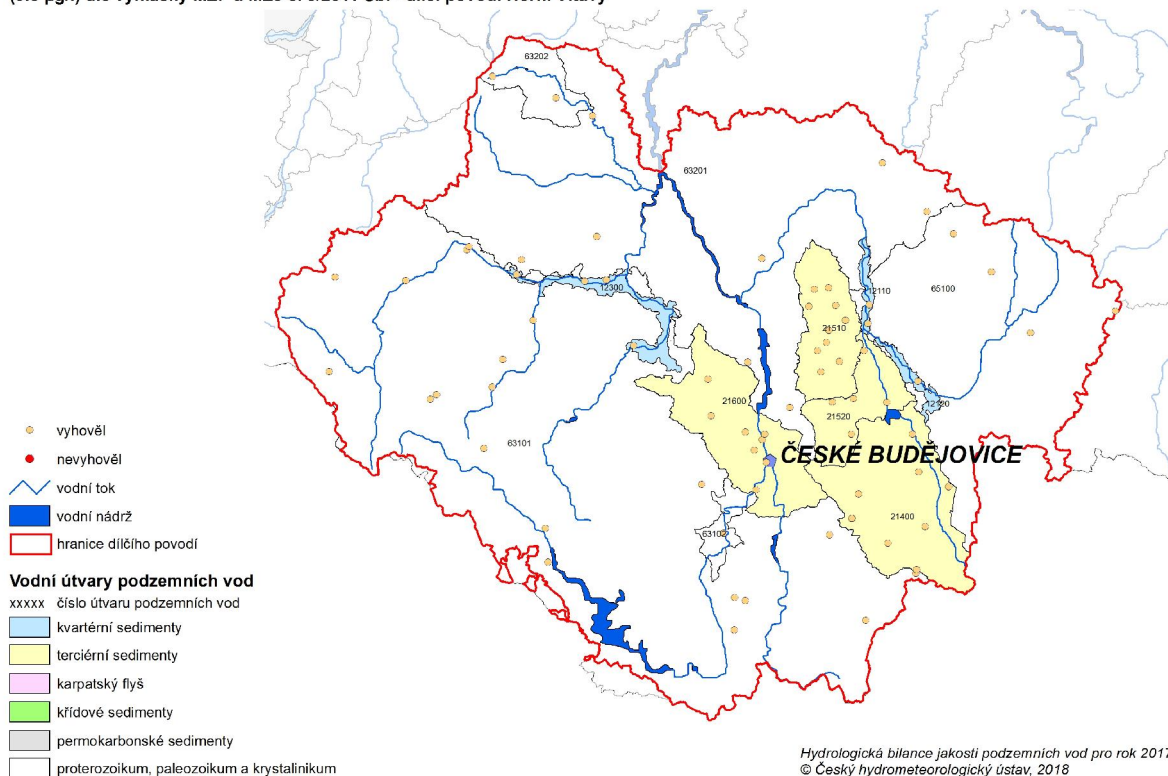 63202
63201
12300
12110
65100
21510
21600
21520
12120
ČESKÉ BUDĚJOVICE
63101
21400
63102
vyhověl
nevyhověl
vodní tok
vodní nádrž
hranice dílčího povodí
Vodní útvary podzemních vod
xxxxx číslo útvaru podzemních vod
kvartérní sedimenty
terciérní sedimenty
karpatský flyš
křídové sedimenty
permokarbonské sedimenty
proterozoikum, paleozoikum a krystalinikum
Hydrologická bilance jakosti podzemních vod pro rok 2017
© Český hydrometeorologický ústav, 2018